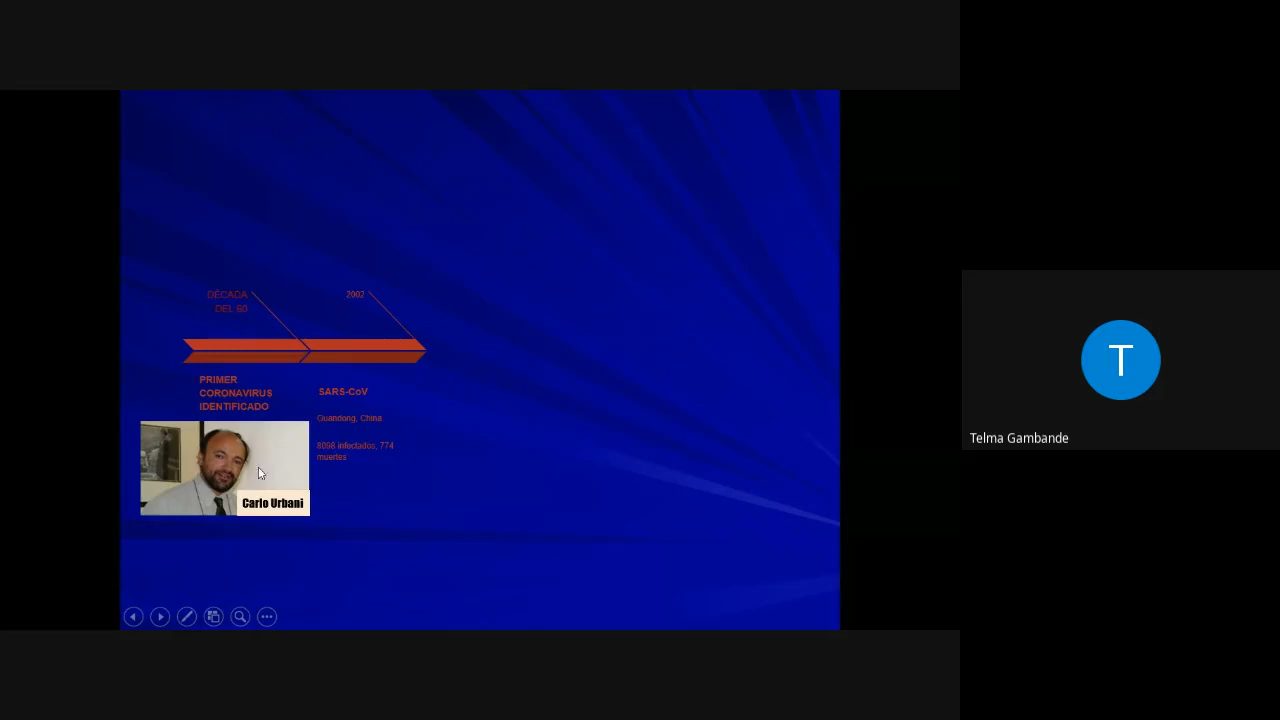 DÉCADA
DEL 60
2002
PRIMER
CORONAVIRUS
IDENTIFICADO
SARS-CoV
Guandong, China
8098 infectados, 774
muertes
Carlo Urbani
T
Telma Gambande